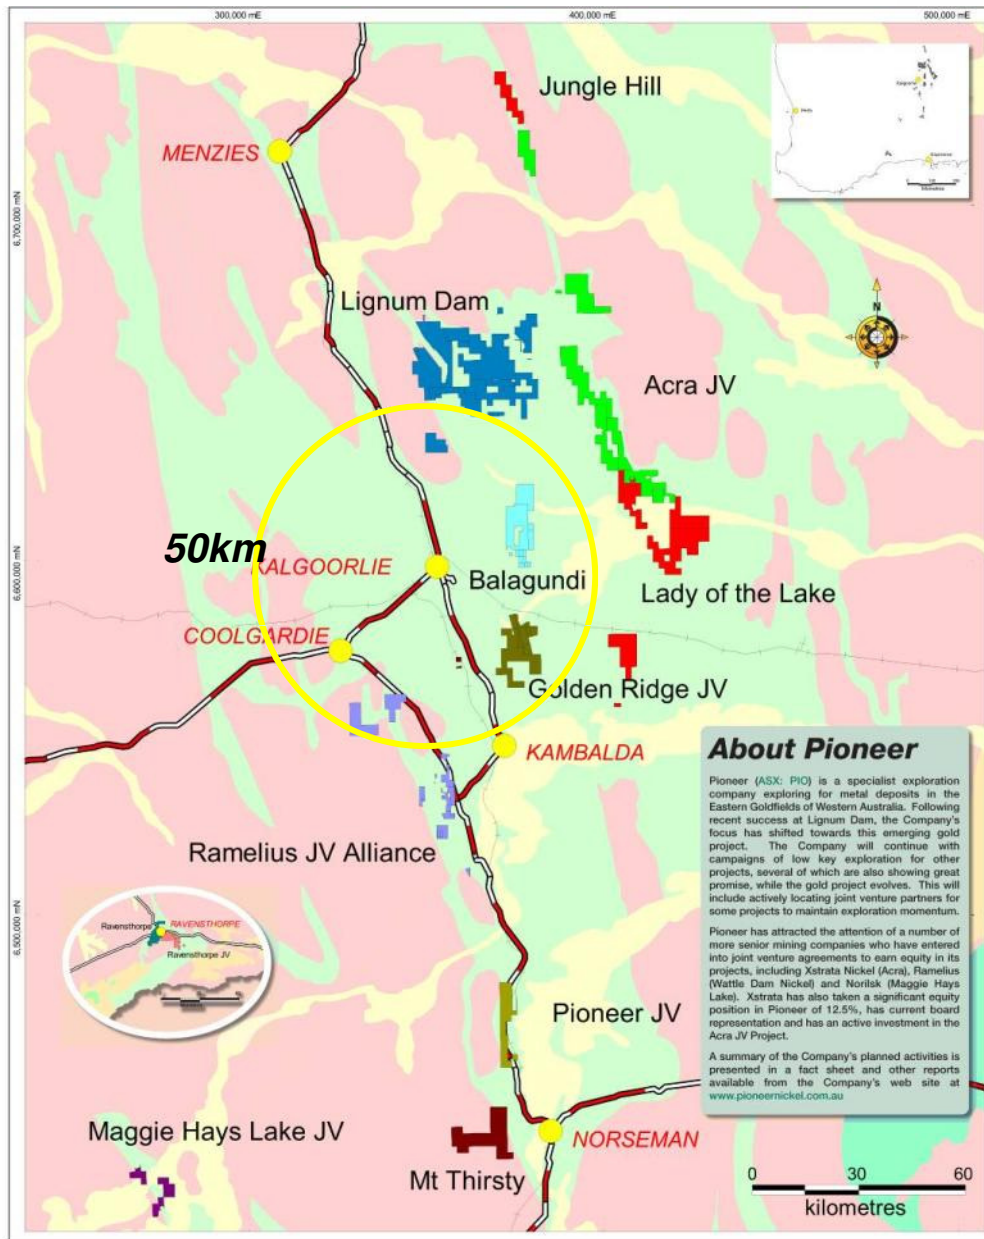 300,000 mE
400,000 mE
500,000 mE
Jungle Hill
MENZIES
6,700,000 mN
Lignum Dam
N
Acra JV
50km
KALGOORLIE
Balagundi
6,600,000 mN
Lady of the Lake
COOLGARDIE
Golden Ridge JV
KAMBALDA
Ramelius JV Alliance
Ravensthorpe
RAVENSTHORPE
Ravensthorpe JV
6,500,000 mN
About Pioneer
Pioneer (ASX: PIO) is a specialist exploration
company exploring for metal deposits in the
Eastern Goldfields of Western Australia. Following
recent success at Lignum Dam, the Company's
focus has shifted towards this emerging gold
project. The Company will continue with
campaigns of low key exploration for other
projects, several of which are also showing great
promise, while the gold project evolves. This will
include actively locating joint venture partners for
some projects to maintain exploration momentum.
Pioneer has attracted the attention of a number of
more senior mining companies who have entered
into joint venture agreements to earn equity in its
projects, including Xstrata Nickel (Acra), Ramelius
(Wattle Dam Nickel) and Norilsk (Maggie Hays
Lake). Xstrata has also taken a significant equity
position in Pioneer of 12.5%, has current board
representation and has an active investment in the
Acra JV Project.
A summary of the Company's planned activities is
presented in a fact sheet and other reports
available from the Company's web site at
www.pioneernickel.com.au
Pioneer JV
Maggie Hays Lake JV
NORSEMAN
Mt Thirsty
0 30 60
kilometres